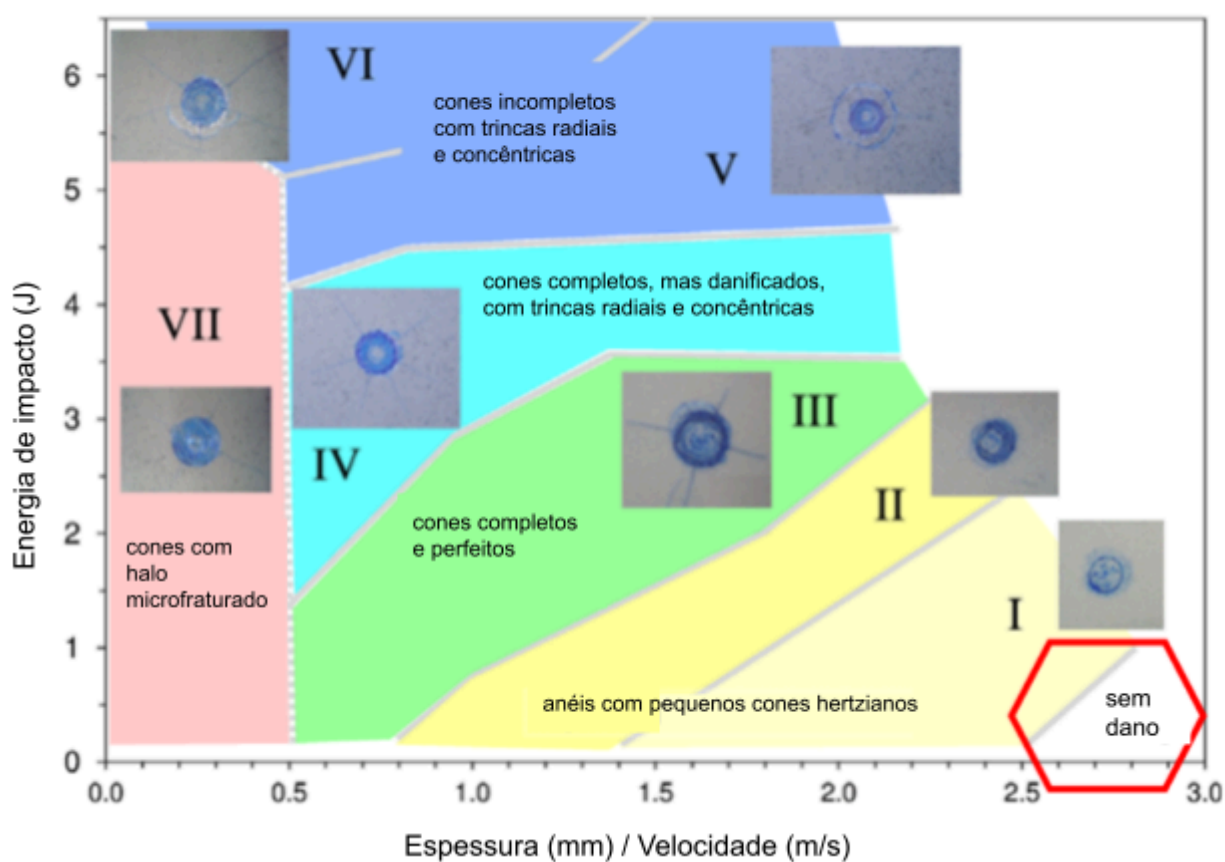 Energia de impacto (J)
6
5
4
3
2
1
0
VI
cones incompletos
com trincas radiais
e concêntricas
V
cones completos, mas danificados,
com trincas radiais e concêntricas
VII
IV
III
II
I
cones completos
e perfeitos
cones com
halo
microfraturado
anéis com pequenos cones hertzianos
sem
dano
0.0 0.5 1.0 1.5 2.0 2.5 3.0
Espessura (mm) / Velocidade (m/s)